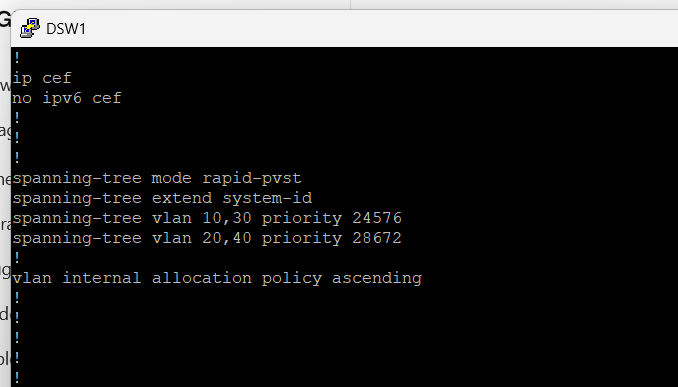 DSW1
!
ip cef
no ipv6 cef
!
!
!
spanning-tree mode rapid-pvst
spanning-tree extend system-id
spanning-tree vlan 10,30 priority 24576
spanning-tree vlan 20,40 priority 28672
!
vlan internal allocation policy ascending
!
!
!
!
!